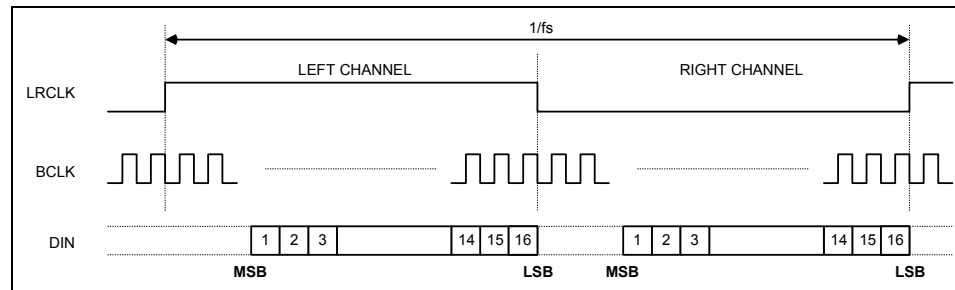 1/fs
LEFT CHANNEL RIGHT CHANNEL
LRCLK
BCLK
DIN 1 2 3 14 15 16 1 2 3 14 15 16
MSB LSB MSB LSB